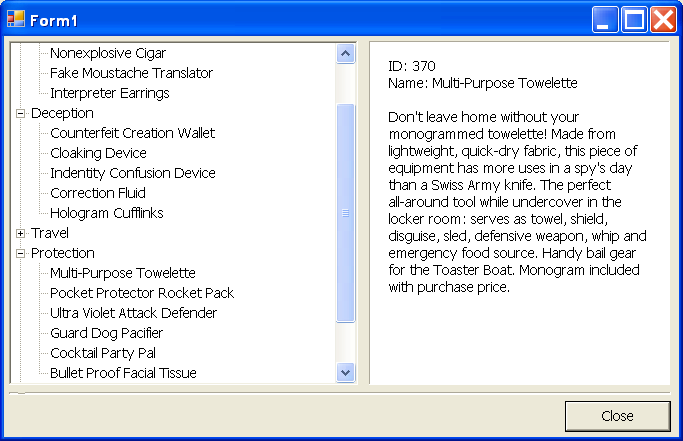 Form1
Nonexplosive Cigar
Fake Moustache Translator
Interpreter Earrings
Deception
Counterfeit Creation Wallet
Cloaking Device
Indentity Confusion Device
Correction Fluid
Hologram Cufflinks
Travel
Protection
Multi-Purpose Towelette
Pocket Protector Rocket Pack
Ultra Violet Attack Defender
Guard Dog Pacifier
Cocktail Party Pal
Bullet Proof Facial Tissue
ID: 370
Name: Multi-Purpose Towelette
Don't leave home without your
monogrammed towelette! Made from
lightweight, quick-dry fabric, this piece of
equipment has more uses in a spy's day
than a Swiss Army knife. The perfect
all-around tool while undercover in the
locker room: serves as towel, shield,
disguise, sled, defensive weapon, whip and
emergency food source. Handy bail gear
for the Toaster Boat. Monogram included
with purchase price.
Close